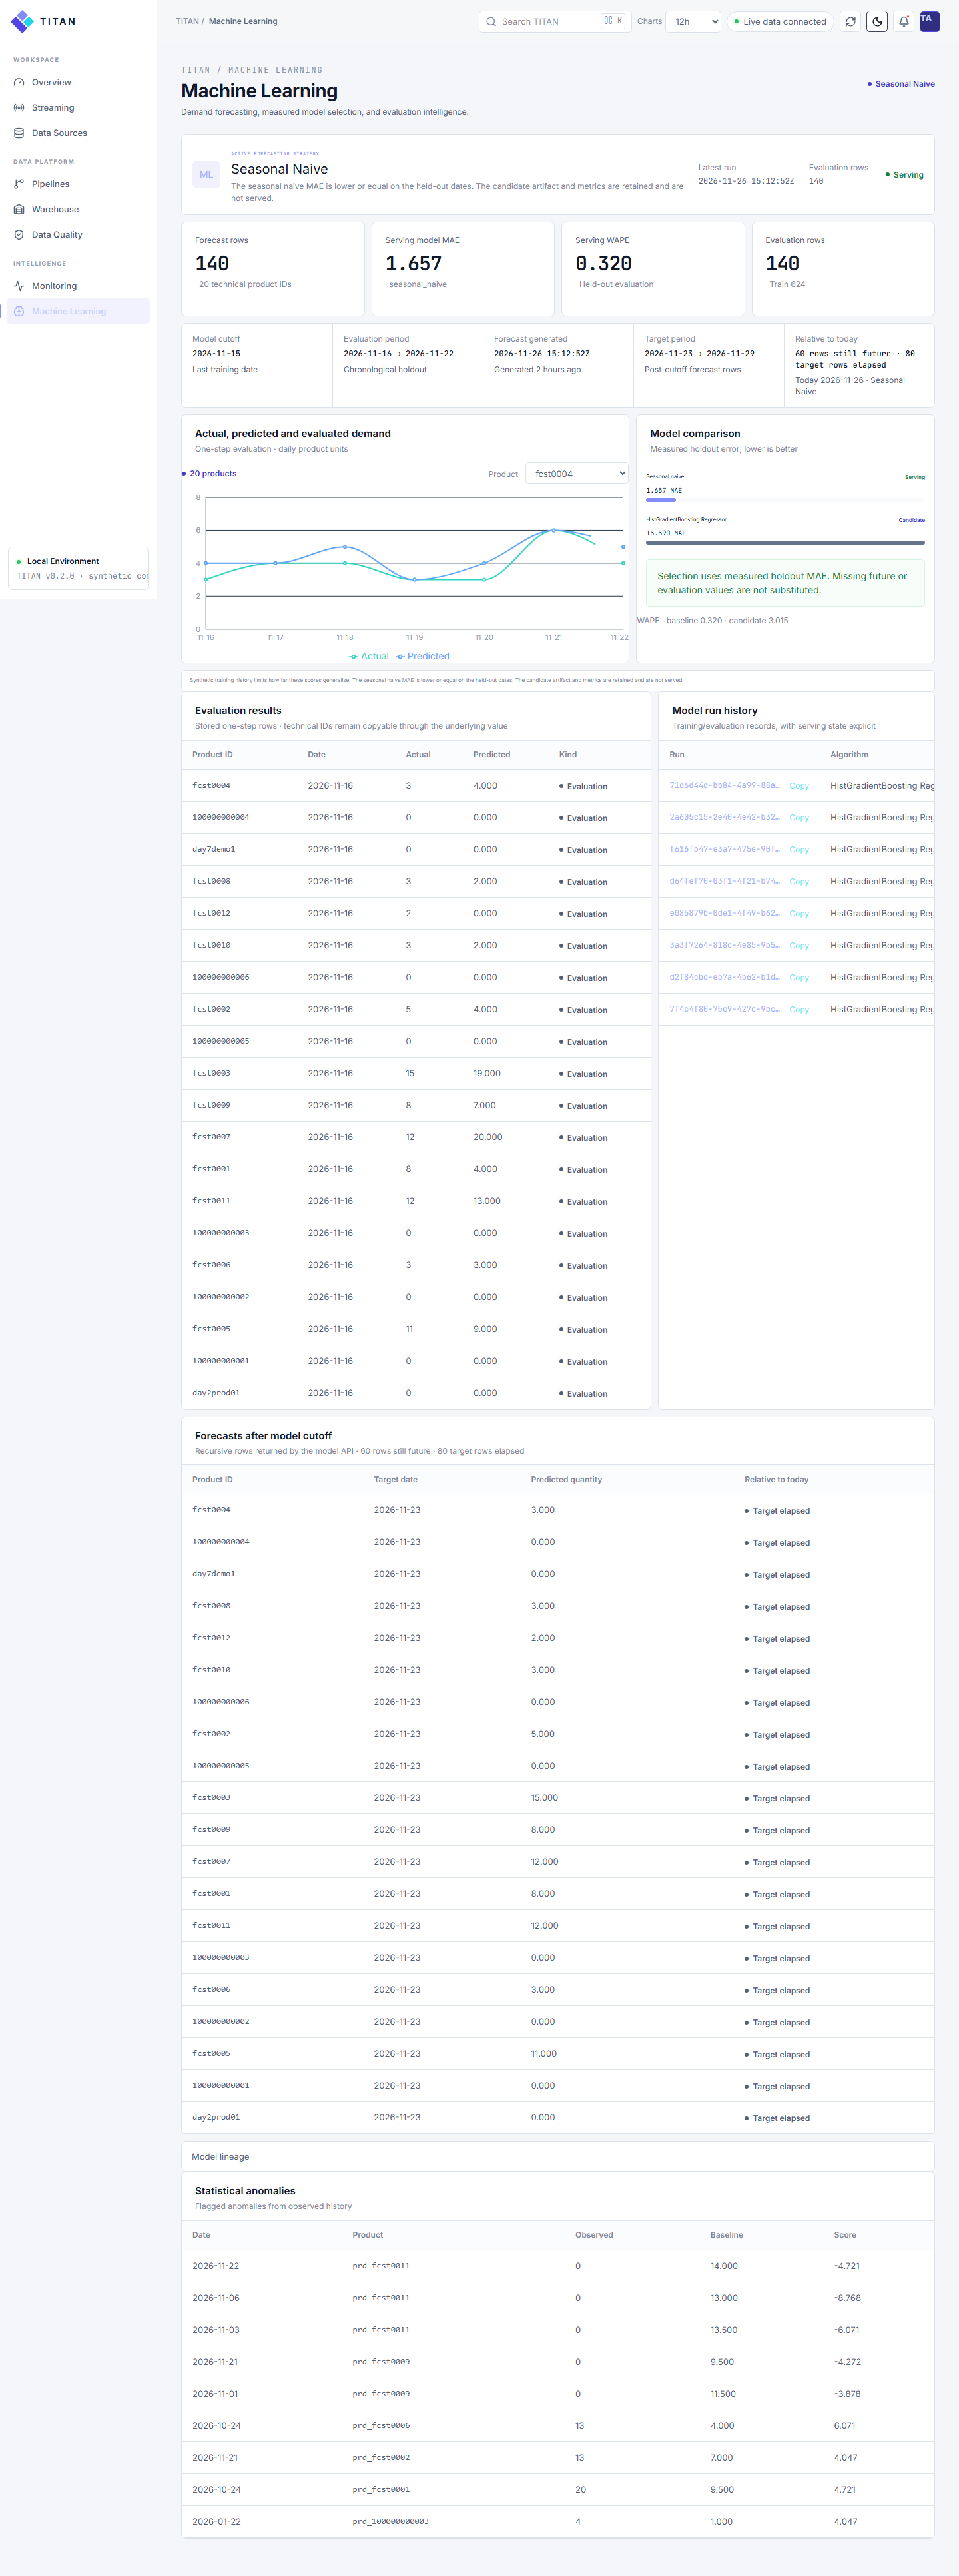 TITAN
TITAN / Machine Learning
Search TITAN ⌘ K
Charts 12h
Live data connected
TA
WORKSPACE
Overview
Streaming
Data Sources
DATA PLATFORM
Pipelines
Warehouse
Data Quality
INTELLIGENCE
Monitoring
Machine Learning
Local Environment
TITAN v0.2.0 · synthetic co
TITAN / MACHINE LEARNING
Machine Learning
Demand forecasting, measured model selection, and evaluation intelligence.
Seasonal Naive
ML
ACTIVE FORECASTING STRATEGY
Seasonal Naive
The seasonal naive MAE is lower or equal on the held-out dates. The candidate artifact and metrics are retained and are
not served.
Latest run
2026-11-26 15:12:52Z
Evaluation rows
140
Serving
Forecast rows
140
20 technical product IDs
Serving model MAE
1.657
seasonal_naive
Serving WAPE
0.320
Held-out evaluation
Evaluation rows
140
Train 624
Model cutoff
2026-11-15
Last training date
Evaluation period
2026-11-16 → 2026-11-22
Chronological holdout
Forecast generated
2026-11-26 15:12:52Z
Generated 2 hours ago
Target period
2026-11-23 → 2026-11-29
Post-cutoff forecast rows
Relative to today
60 rows still future · 80
target rows elapsed
Today 2026-11-26 · Seasonal
Naive
Actual, predicted and evaluated demand
One-step evaluation · daily product units
20 products
Product fcst0004
8
6
4
2
0
11-16 11-17 11-18 11-19 11-20 11-21 11-22
Actual Predicted
Model comparison
Measured holdout error; lower is better
Seasonal naive Serving
1.657 MAE
HistGradientBoosting Regressor Candidate
15.590 MAE
Selection uses measured holdout MAE. Missing future or
evaluation values are not substituted.
WAPE · baseline 0.320 · candidate 3.015
Synthetic training history limits how far these scores generalize. The seasonal naive MAE is lower or equal on the held-out dates. The candidate artifact and metrics are retained and are not served.
Evaluation results
Stored one-step rows · technical IDs remain copyable through the underlying value
Product ID Date Actual Predicted Kind
fcst0004 2026-11-16 3 4.000 Evaluation
100000000004 2026-11-16 0 0.000 Evaluation
day7demo1 2026-11-16 0 0.000 Evaluation
fcst0008 2026-11-16 3 2.000 Evaluation
fcst0012 2026-11-16 2 0.000 Evaluation
fcst0010 2026-11-16 3 2.000 Evaluation
100000000006 2026-11-16 0 0.000 Evaluation
fcst0002 2026-11-16 5 4.000 Evaluation
100000000005 2026-11-16 0 0.000 Evaluation
fcst0003 2026-11-16 15 19.000 Evaluation
fcst0009 2026-11-16 8 7.000 Evaluation
fcst0007 2026-11-16 12 20.000 Evaluation
fcst0001 2026-11-16 8 4.000 Evaluation
fcst0011 2026-11-16 12 13.000 Evaluation
100000000003 2026-11-16 0 0.000 Evaluation
fcst0006 2026-11-16 3 3.000 Evaluation
100000000002 2026-11-16 0 0.000 Evaluation
fcst0005 2026-11-16 11 9.000 Evaluation
100000000001 2026-11-16 0 0.000 Evaluation
day2prod01 2026-11-16 0 0.000 Evaluation
Model run history
Training/evaluation records, with serving state explicit
Run Algorithm
71d6d44d-bb84-4a99-88a… Copy HistGradientBoosting Reg
2a605c15-2e40-4e42-b32… Copy HistGradientBoosting Reg
f616fb47-e3a7-475e-90f… Copy HistGradientBoosting Reg
d64fef70-03f1-4f21-b74… Copy HistGradientBoosting Reg
e085879b-0de1-4f49-b62… Copy HistGradientBoosting Reg
3a3f7264-818c-4e85-9b5… Copy HistGradientBoosting Reg
d2f84cbd-eb7a-4b62-b1d… Copy HistGradientBoosting Reg
7f4c4f80-75c9-427c-9bc… Copy HistGradientBoosting Reg
Forecasts after model cutoff
Recursive rows returned by the model API · 60 rows still future · 80 target rows elapsed
Product ID Target date Predicted quantity Relative to today
fcst0004 2026-11-23 3.000 Target elapsed
100000000004 2026-11-23 0.000 Target elapsed
day7demo1 2026-11-23 0.000 Target elapsed
fcst0008 2026-11-23 3.000 Target elapsed
fcst0012 2026-11-23 2.000 Target elapsed
fcst0010 2026-11-23 3.000 Target elapsed
100000000006 2026-11-23 0.000 Target elapsed
fcst0002 2026-11-23 5.000 Target elapsed
100000000005 2026-11-23 0.000 Target elapsed
fcst0003 2026-11-23 15.000 Target elapsed
fcst0009 2026-11-23 8.000 Target elapsed
fcst0007 2026-11-23 12.000 Target elapsed
fcst0001 2026-11-23 8.000 Target elapsed
fcst0011 2026-11-23 12.000 Target elapsed
100000000003 2026-11-23 0.000 Target elapsed
fcst0006 2026-11-23 3.000 Target elapsed
100000000002 2026-11-23 0.000 Target elapsed
fcst0005 2026-11-23 11.000 Target elapsed
100000000001 2026-11-23 0.000 Target elapsed
day2prod01 2026-11-23 0.000 Target elapsed
Model lineage
Statistical anomalies
Flagged anomalies from observed history
Date Product Observed Baseline Score
2026-11-22 prd_fcst0011 0 14.000 -4.721
2026-11-06 prd_fcst0011 0 13.000 -8.768
2026-11-03 prd_fcst0011 0 13.500 -6.071
2026-11-21 prd_fcst0009 0 9.500 -4.272
2026-11-01 prd_fcst0009 0 11.500 -3.878
2026-10-24 prd_fcst0006 13 4.000 6.071
2026-11-21 prd_fcst0002 13 7.000 4.047
2026-10-24 prd_fcst0001 20 9.500 4.721
2026-01-22 prd_100000000003 4 1.000 4.047